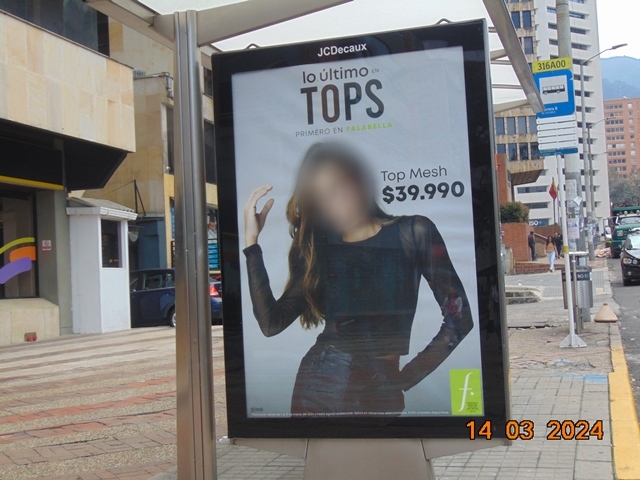 JCDecaux
lo último EN
TOPS
PRIMERO EN FALABELLA
Top Mesh
$39.990
f.
316A00
14 03 2024